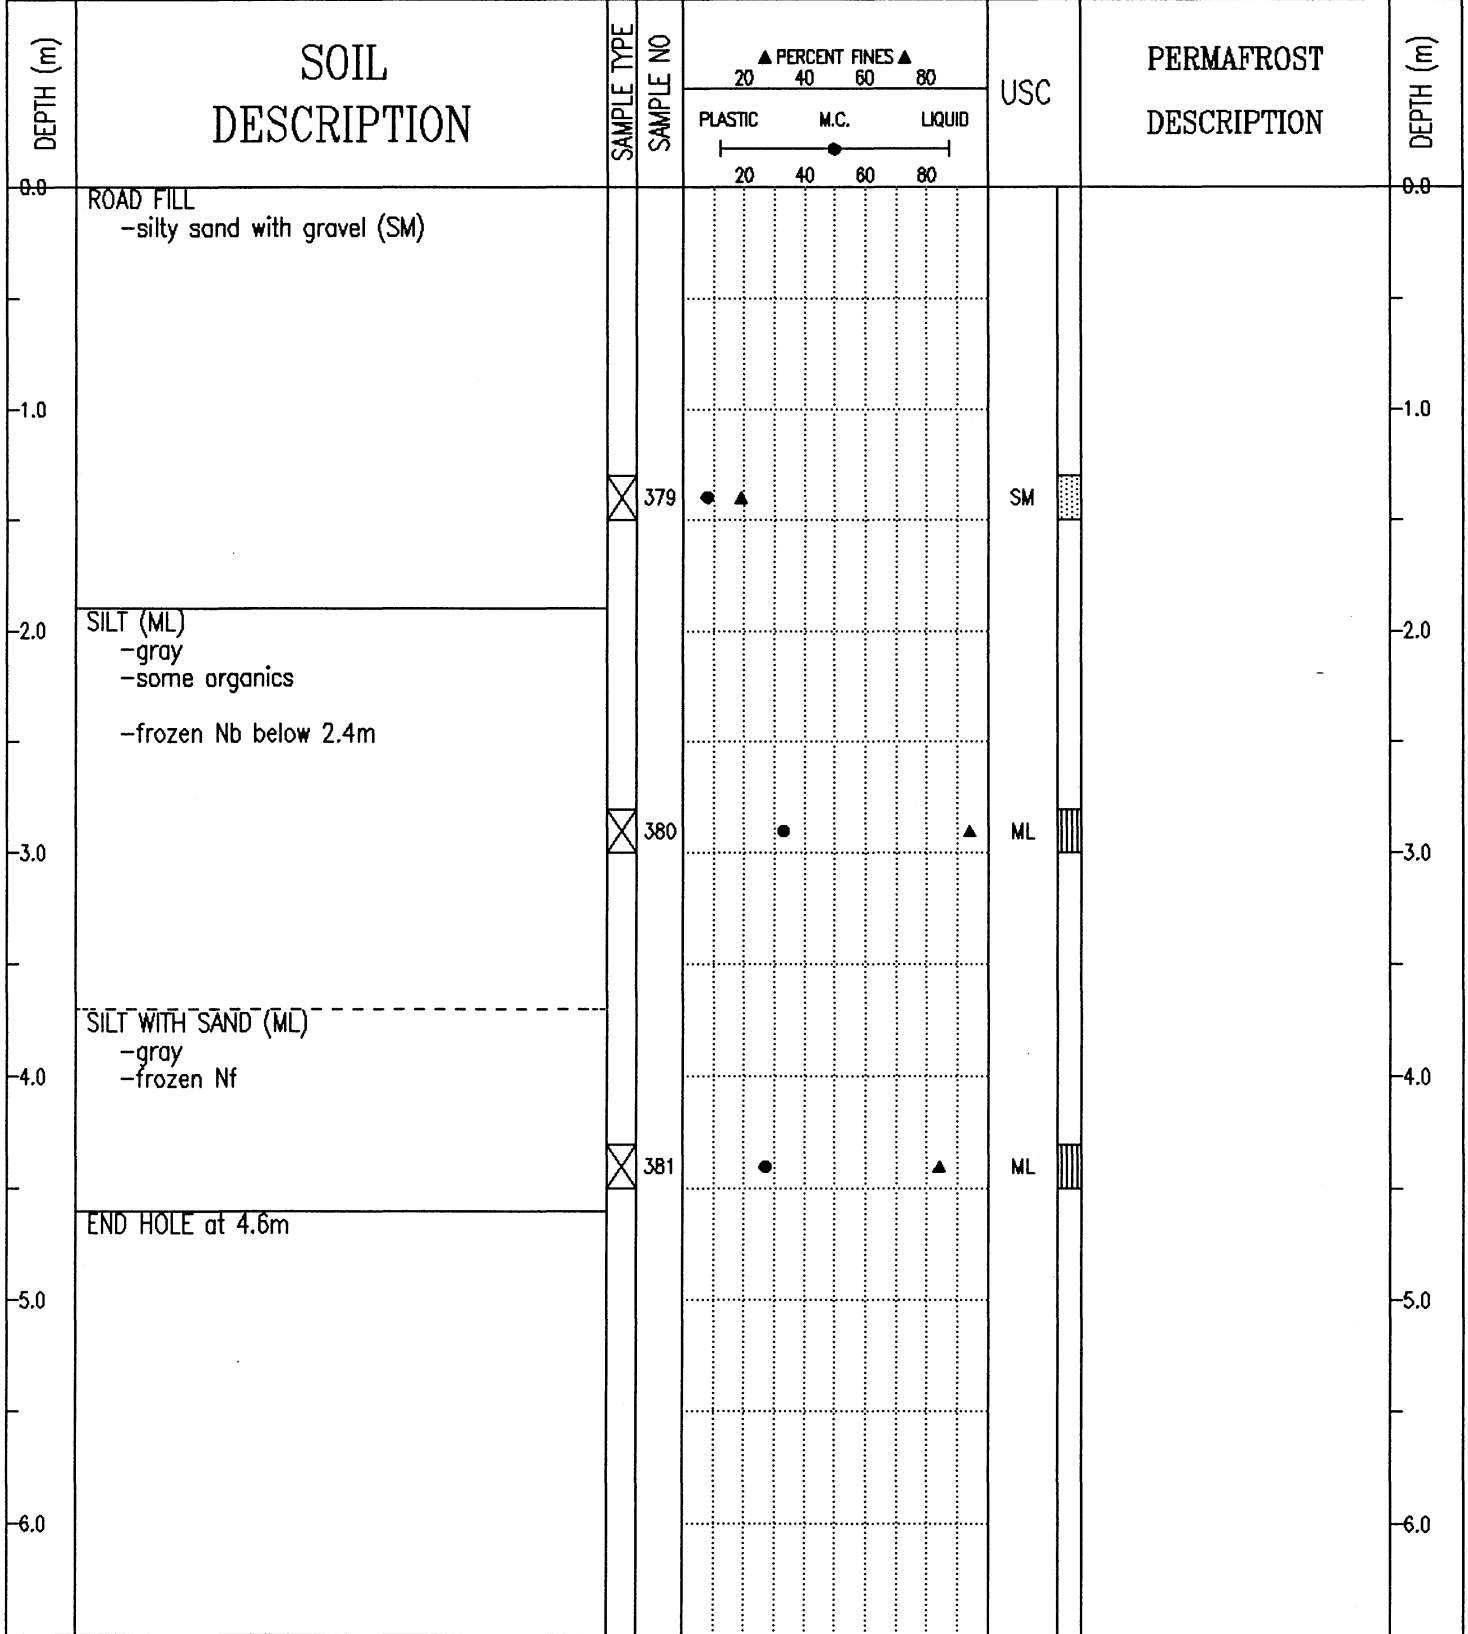 DEPTH (m)
SOIL
DESCRIPTION
SAMPLE TYPE
SAMPLE NO
▲ PERCENT FINES ▲
20 40 60 80
PLASTIC M.C. LIQUID
20 40 60 80
USC
PERMAFROST
DESCRIPTION
DEPTH (m)
0.0 0.0
ROAD FILL
-silty sand with gravel (SM)
1.0 1.0
379 SM
SILT (ML)
2.0 2.0
-gray
-some organics
-frozen Nb below 2.4m
380 ML
3.0 3.0
SILT WITH SAND (ML)
-gray
4.0 4.0
-frozen Nf
381 ML
END HOLE at 4.6m
5.0 5.0
6.0 6.0